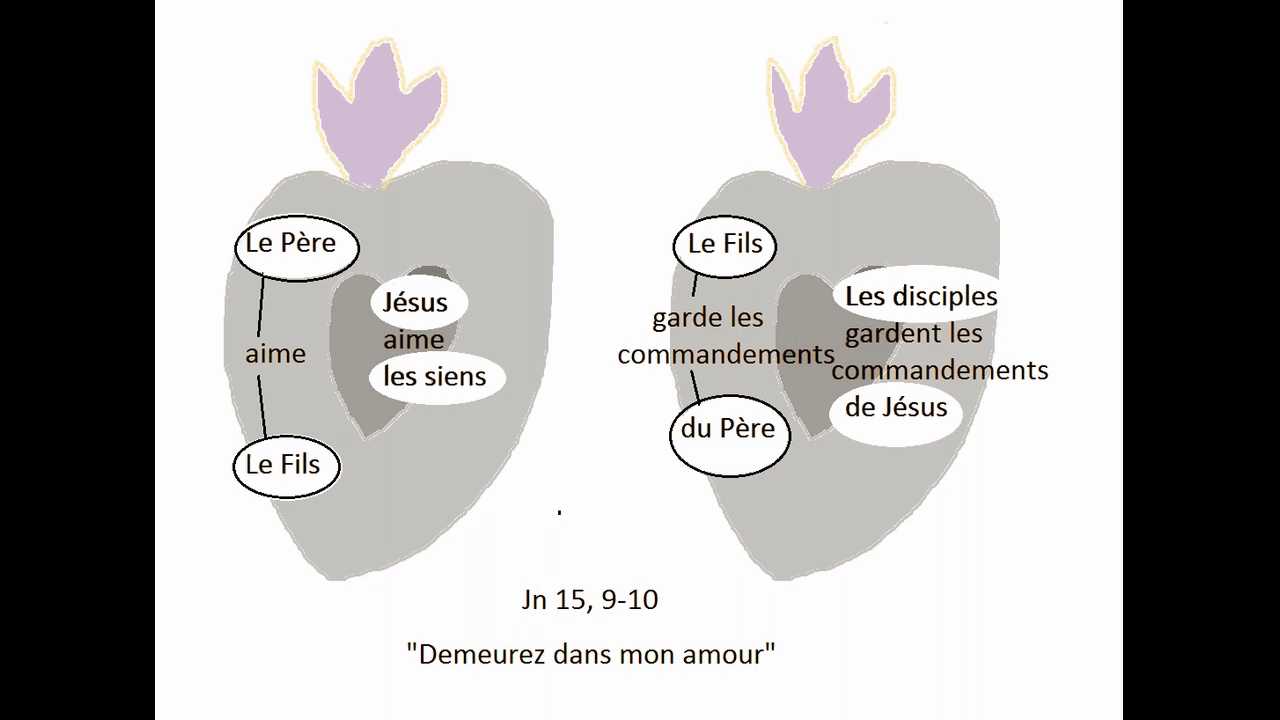 Le Père
aime
Le Fils
Jésus
aime
les siens
Le Fils
garde les
commandements
du Père
Les disciples
gardent les
commandements
de Jésus
Jn 15, 9-10
"Demeurez dans mon amour"